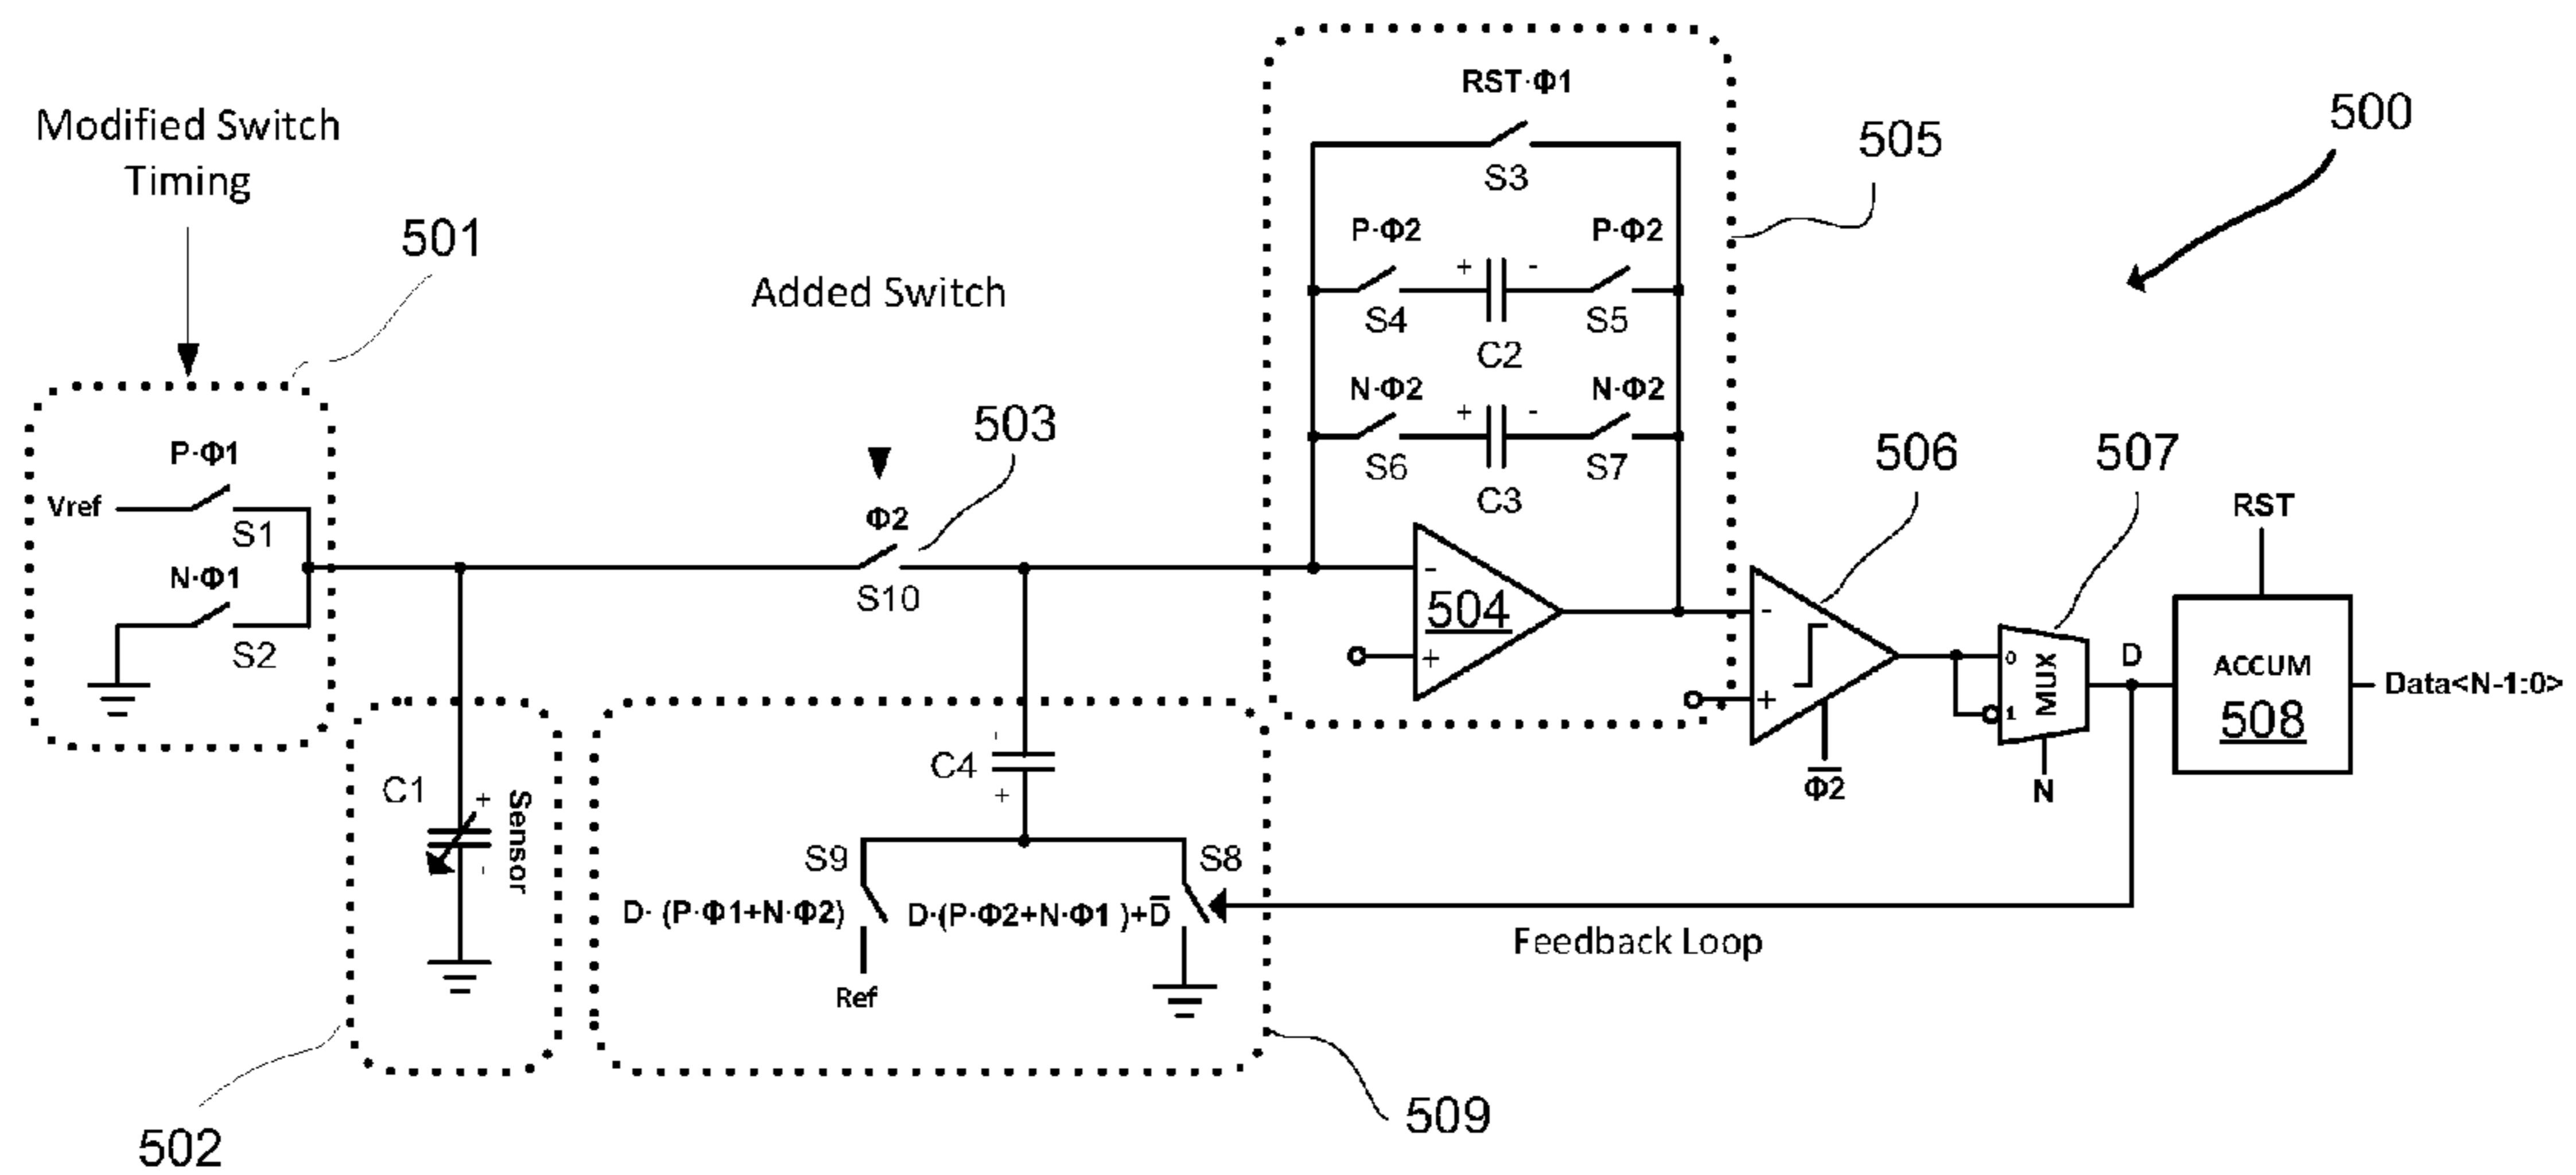 Modified Switch
Timing
501
Vref
P·Φ1
S1
N·Φ1
S2
502
C1
+
-
Sensor
Added Switch
Φ2
S10
503
RST·Φ1
S3
P·Φ2
S4
+
-
C2
P·Φ2
S5
N·Φ2
S6
+
-
C3
N·Φ2
S7
505
500
-
504
+
-
C4
+
S9
D· (P·Φ1+N·Φ2)
Ref
S8
D·(P·Φ2+N·Φ1 )+D̅
509
Feedback Loop
506
-
+
Φ̅2̅
507
0
1
MUX
N
D
RST
ACCUM
508
Data<N-1:0>